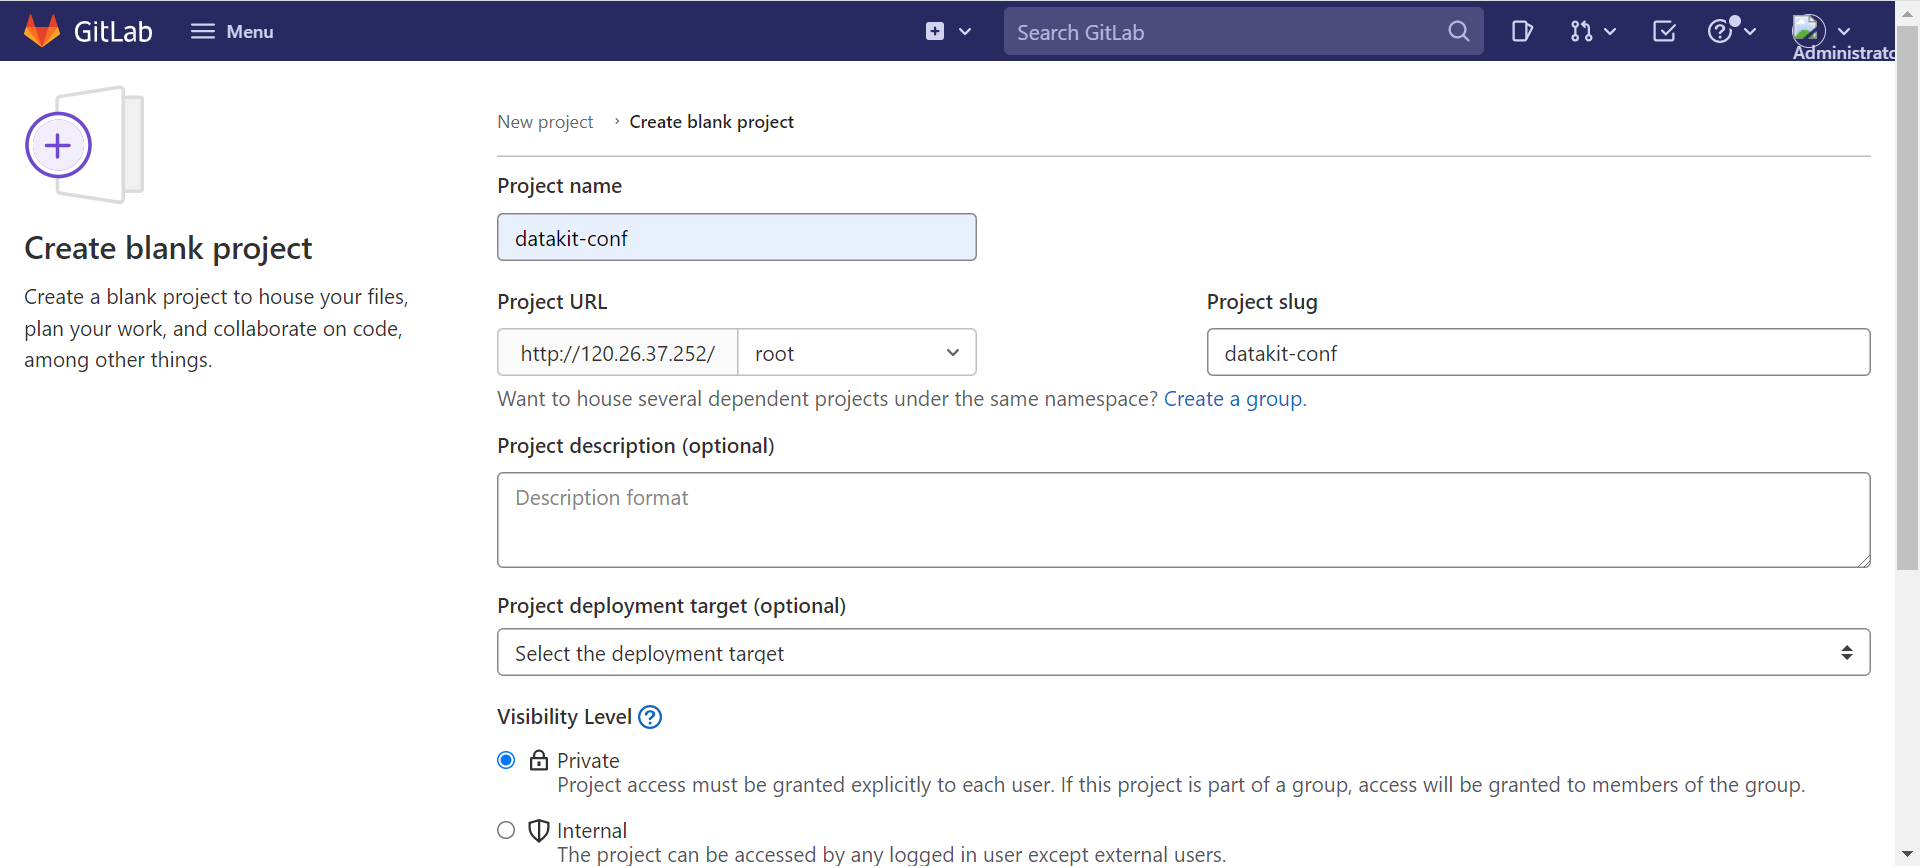 GitLab Menu Search GitLab Administrato
New project › Create blank project
Project name
datakit-conf
Create blank project
Create a blank project to house your files,
plan your work, and collaborate on code,
among other things.
Project URL Project slug
http://120.26.37.252/ root datakit-conf
Want to house several dependent projects under the same namespace? Create a group.
Project description (optional)
Description format
Project deployment target (optional)
Select the deployment target
Visibility Level
Private
Project access must be granted explicitly to each user. If this project is part of a group, access will be granted to members of the group.
Internal
The project can be accessed by any logged in user except external users.